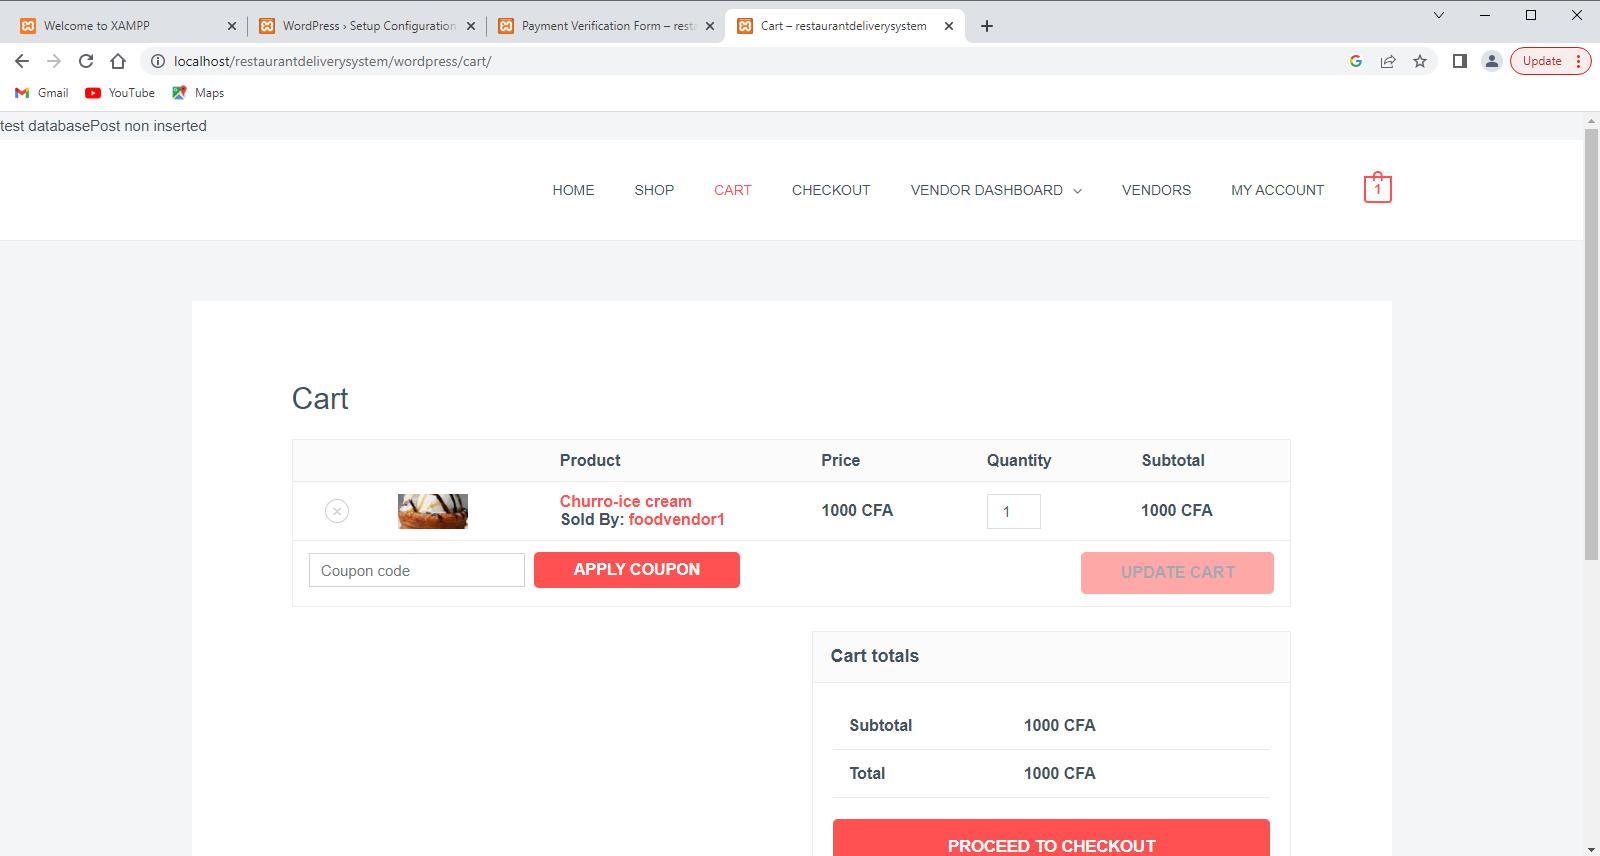 Welcome to XAMPP
WordPress › Setup Configuration
Payment Verification Form – resta
Cart – restaurantdeliverysystem
localhost/restaurantdeliverysystem/wordpress/cart/
Update
Gmail
YouTube
Maps
test databasePost non inserted
HOME
SHOP
CART
CHECKOUT
VENDOR DASHBOARD
VENDORS
MY ACCOUNT
1
Cart
Product Price Quantity Subtotal
Churro-ice cream
Sold By: foodvendor1
1000 CFA
1
1000 CFA
Coupon code
APPLY COUPON
UPDATE CART
Cart totals
Subtotal 1000 CFA
Total 1000 CFA
PROCEED TO CHECKOUT